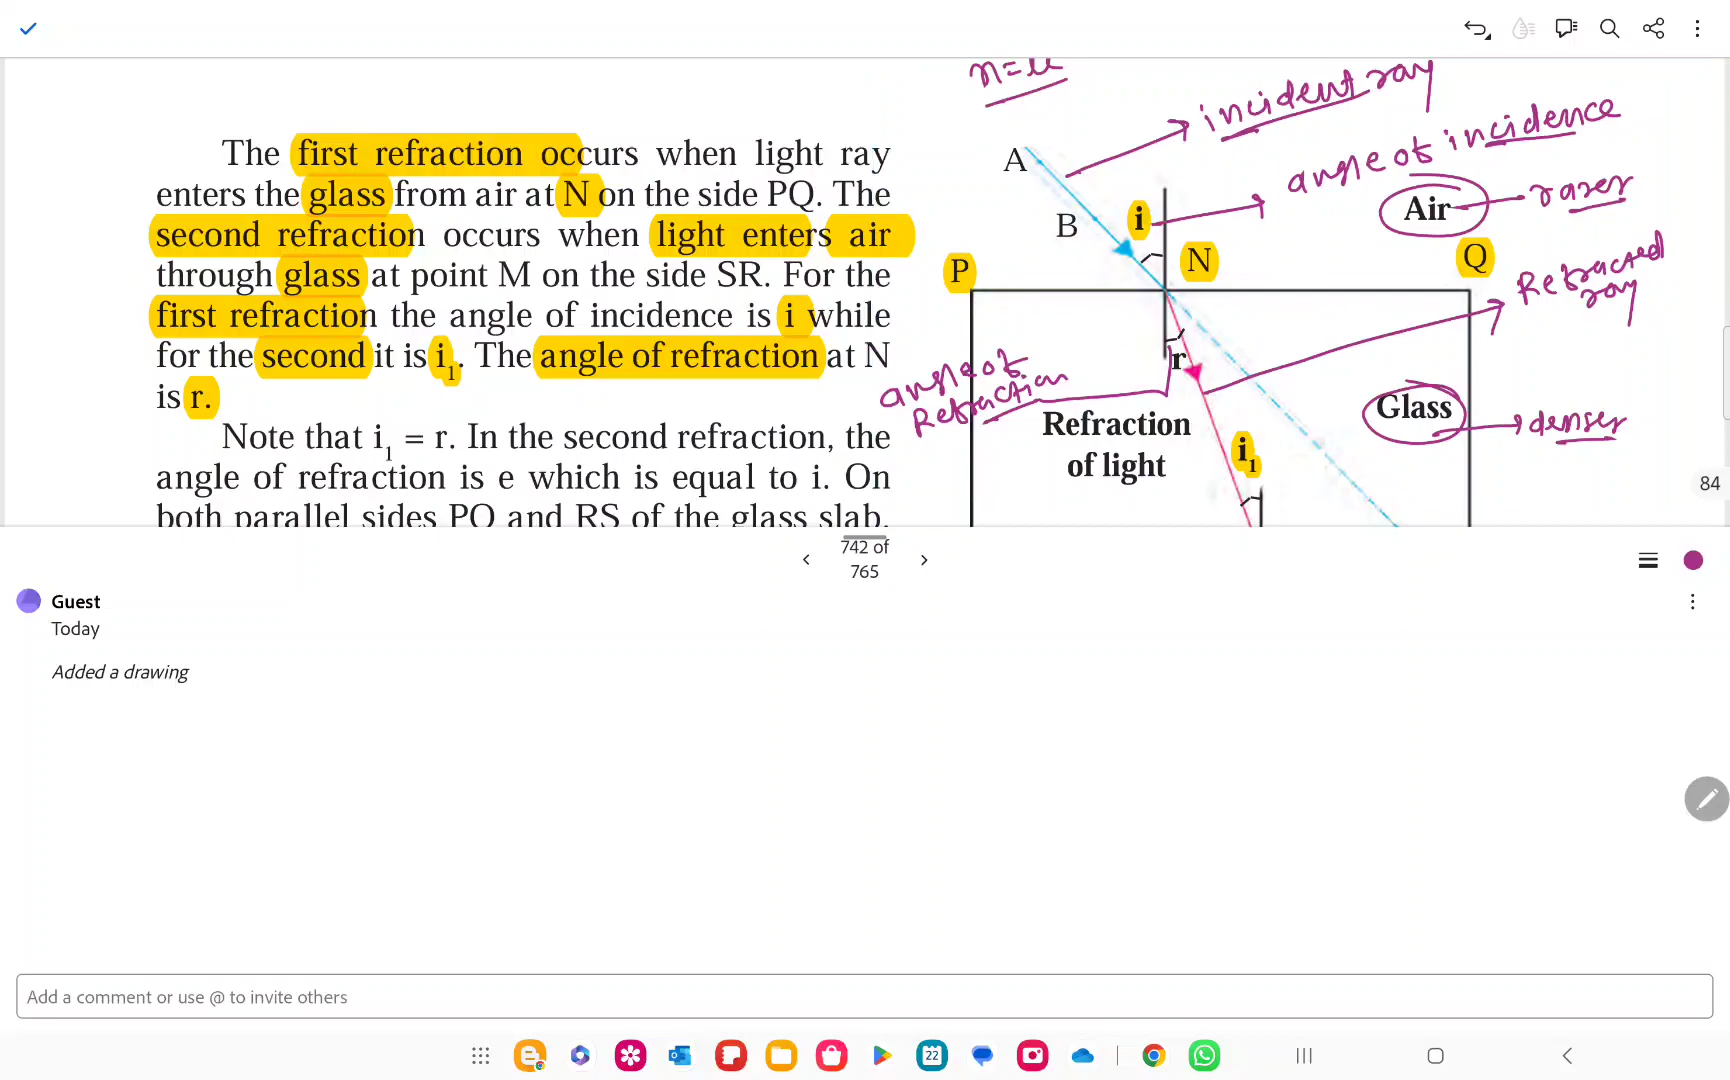 The first refraction occurs when light ray
enters the glass from air at N on the side PQ. The
second refraction occurs when light enters air
through glass at point M on the side SR. For the
first refraction the angle of incidence is i while
for the second it is i₁. The angle of refraction at N
is r.
Note that i₁ = r. In the second refraction, the
angle of refraction is e which is equal to i. On
both parallel sides PQ and RS of the glass slab,
n=μ
incident ray
angle of incidence
A
B
i
N
Air
rarer
P
Q
Refracted
ray
r
angle of
Refraction
Refraction
of light
Glass
denser
i₁
84
742 of
765
Guest
Today
Added a drawing
Add a comment or use @ to invite others
22